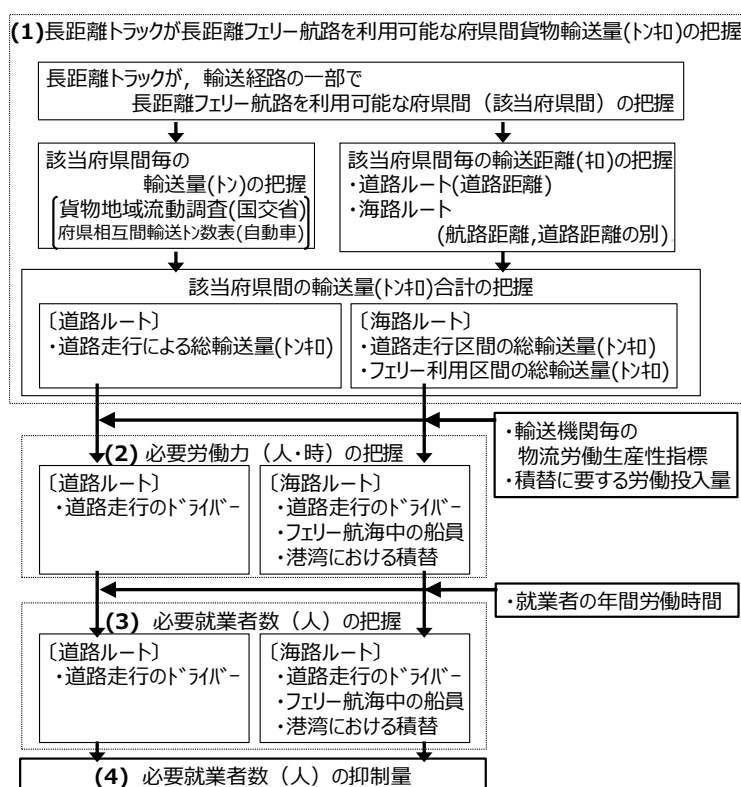 (1)長距離トラックが長距離フェリー航路を利用可能な府県間貨物輸送量(ﾄﾝｷﾛ)の把握
長距離トラックが，輸送経路の一部で
長距離フェリー航路を利用可能な府県間（該当府県間）の把握
該当府県間毎の
輸送量(ﾄﾝ)の把握
貨物地域流動調査(国交省)
府県相互間輸送ﾄﾝ数表(自動車)
該当府県間毎の輸送距離(ｷﾛ)の把握
・道路ルート(道路距離)
・海路ルート
(航路距離,道路距離の別)
該当府県間の輸送量(ﾄﾝｷﾛ)合計の把握
〔道路ルート〕
・道路走行による総輸送量(ﾄﾝｷﾛ)
〔海路ルート〕
・道路走行区間の総輸送量(ﾄﾝｷﾛ)
・フェリー利用区間の総輸送量(ﾄﾝｷﾛ)
・輸送機関毎の
物流労働生産性指標
・積替に要する労働投入量
(2) 必要労働力（人・時）の把握
〔道路ルート〕
・道路走行のﾄﾞﾗｲﾊﾞｰ
〔海路ルート〕
・道路走行のﾄﾞﾗｲﾊﾞｰ
・フェリー航海中の船員
・港湾における積替
・就業者の年間労働時間
(3) 必要就業者数（人）の把握
〔道路ルート〕
・道路走行のﾄﾞﾗｲﾊﾞｰ
〔海路ルート〕
・道路走行のﾄﾞﾗｲﾊﾞｰ
・フェリー航海中の船員
・港湾における積替
(4) 必要就業者数（人）の抑制量